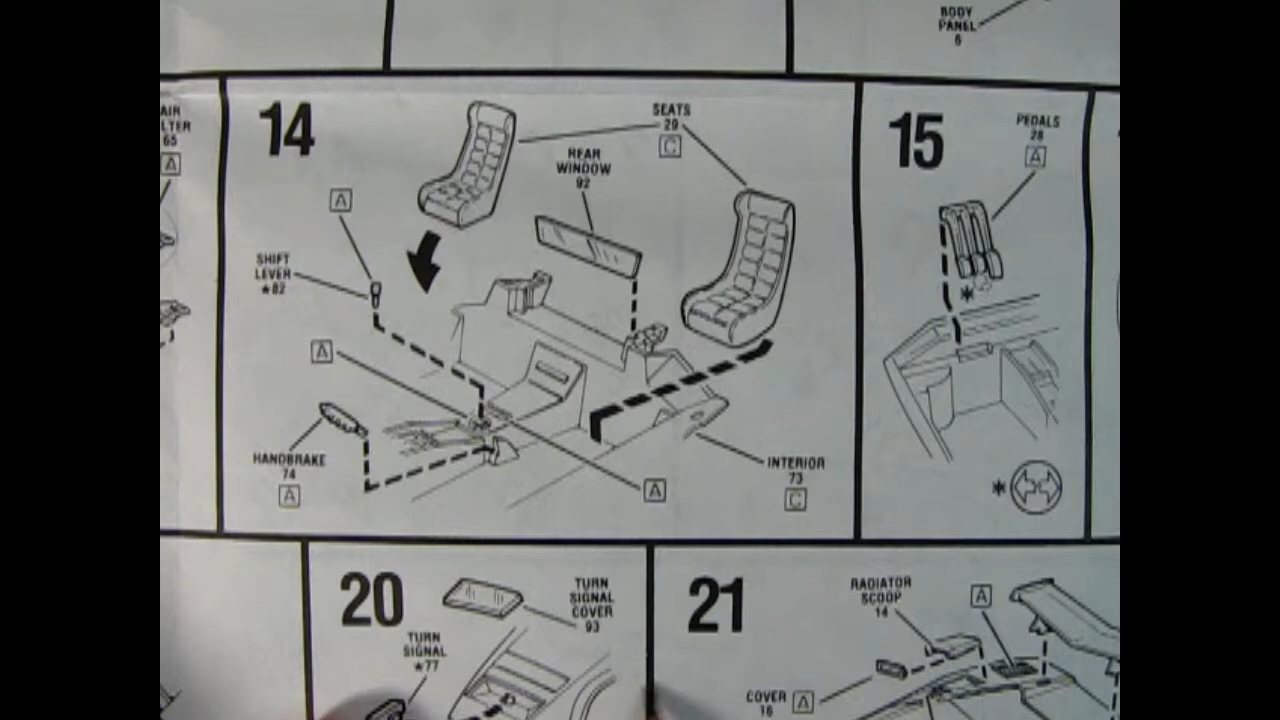 BODY
PANEL
6
AIR
LTER
65
A
14
SEATS
29
C
REAR
WINDOW
92
A
SHIFT
LEVER
★82
A
HANDBRAKE
74
A
A
INTERIOR
73
C
15
PEDALS
28
A
*
*
20
TURN
SIGNAL
COVER
93
TURN
SIGNAL
★77
21
RADIATOR
SCOOP
14
A
COVER
16
A